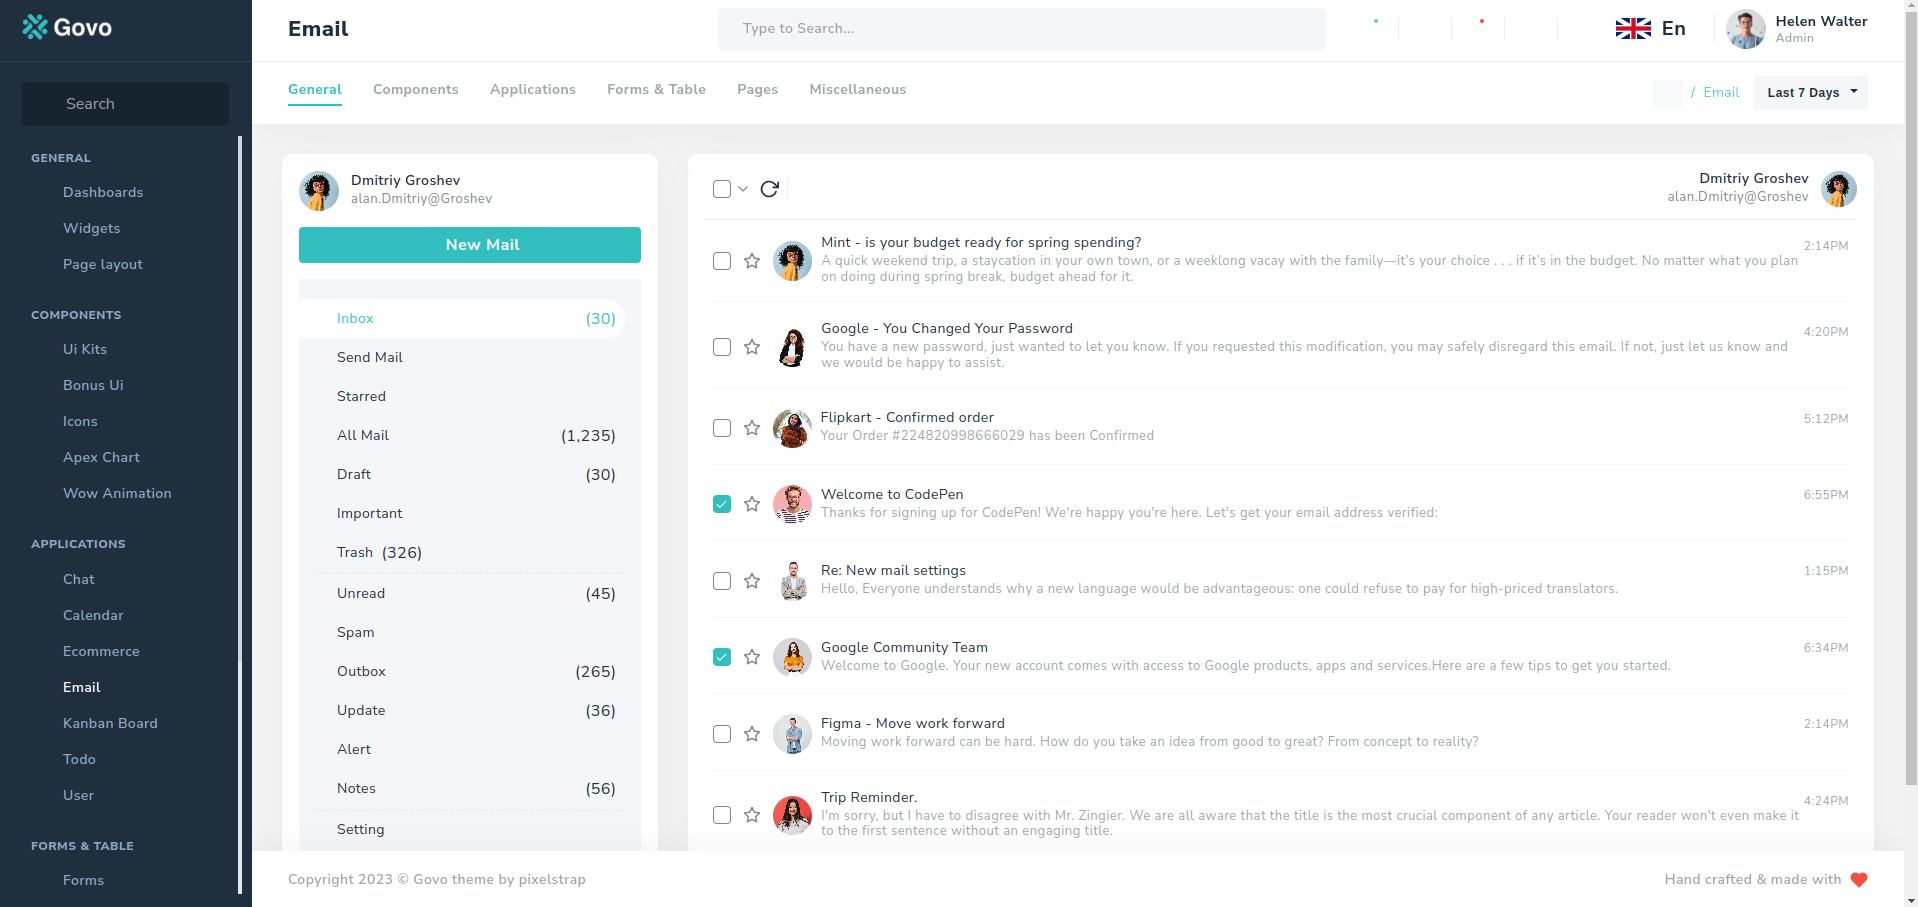 Govo
Email
Type to Search...
En
Helen Walter
Admin
Search
General
Components
Applications
Forms & Table
Pages
Miscellaneous
/ Email
Last 7 Days
GENERAL
Dashboards
Widgets
Page layout
COMPONENTS
Ui Kits
Bonus Ui
Icons
Apex Chart
Wow Animation
APPLICATIONS
Chat
Calendar
Ecommerce
Email
Kanban Board
Todo
User
FORMS & TABLE
Forms
Dmitriy Groshev
alan.Dmitriy@Groshev
New Mail
Inbox (30)
Send Mail
Starred
All Mail (1,235)
Draft (30)
Important
Trash (326)
Unread (45)
Spam
Outbox (265)
Update (36)
Alert
Notes (56)
Setting
Dmitriy Groshev
alan.Dmitriy@Groshev
Mint - is your budget ready for spring spending?
2:14PM
A quick weekend trip, a staycation in your own town, or a weeklong vacay with the family—it’s your choice . . . if it’s in the budget. No matter what you plan
on doing during spring break, budget ahead for it.
Google - You Changed Your Password
4:20PM
You have a new password, just wanted to let you know. If you requested this modification, you may safely disregard this email. If not, just let us know and
we would be happy to assist.
Flipkart - Confirmed order
5:12PM
Your Order #224820998666029 has been Confirmed
Welcome to CodePen
6:55PM
Thanks for signing up for CodePen! We're happy you're here. Let's get your email address verified:
Re: New mail settings
1:15PM
Hello, Everyone understands why a new language would be advantageous: one could refuse to pay for high-priced translators.
Google Community Team
6:34PM
Welcome to Google. Your new account comes with access to Google products, apps and services.Here are a few tips to get you started.
Figma - Move work forward
2:14PM
Moving work forward can be hard. How do you take an idea from good to great? From concept to reality?
Trip Reminder.
4:24PM
I'm sorry, but I have to disagree with Mr. Zingier. We are all aware that the title is the most crucial component of any article. Your reader won't even make it
to the first sentence without an engaging title.
Copyright 2023 © Govo theme by pixelstrap
Hand crafted & made with